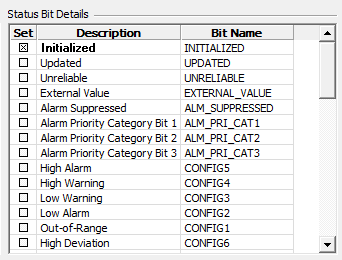 Status Bit Details
Set Description Bit Name
Initialized INITIALIZED
Updated UPDATED
Unreliable UNRELIABLE
External Value EXTERNAL_VALUE
Alarm Suppressed ALM_SUPPRESSED
Alarm Priority Category Bit 1 ALM_PRI_CAT1
Alarm Priority Category Bit 2 ALM_PRI_CAT2
Alarm Priority Category Bit 3 ALM_PRI_CAT3
High Alarm CONFIG5
High Warning CONFIG4
Low Warning CONFIG3
Low Alarm CONFIG2
Out-of-Range CONFIG1
High Deviation CONFIG6